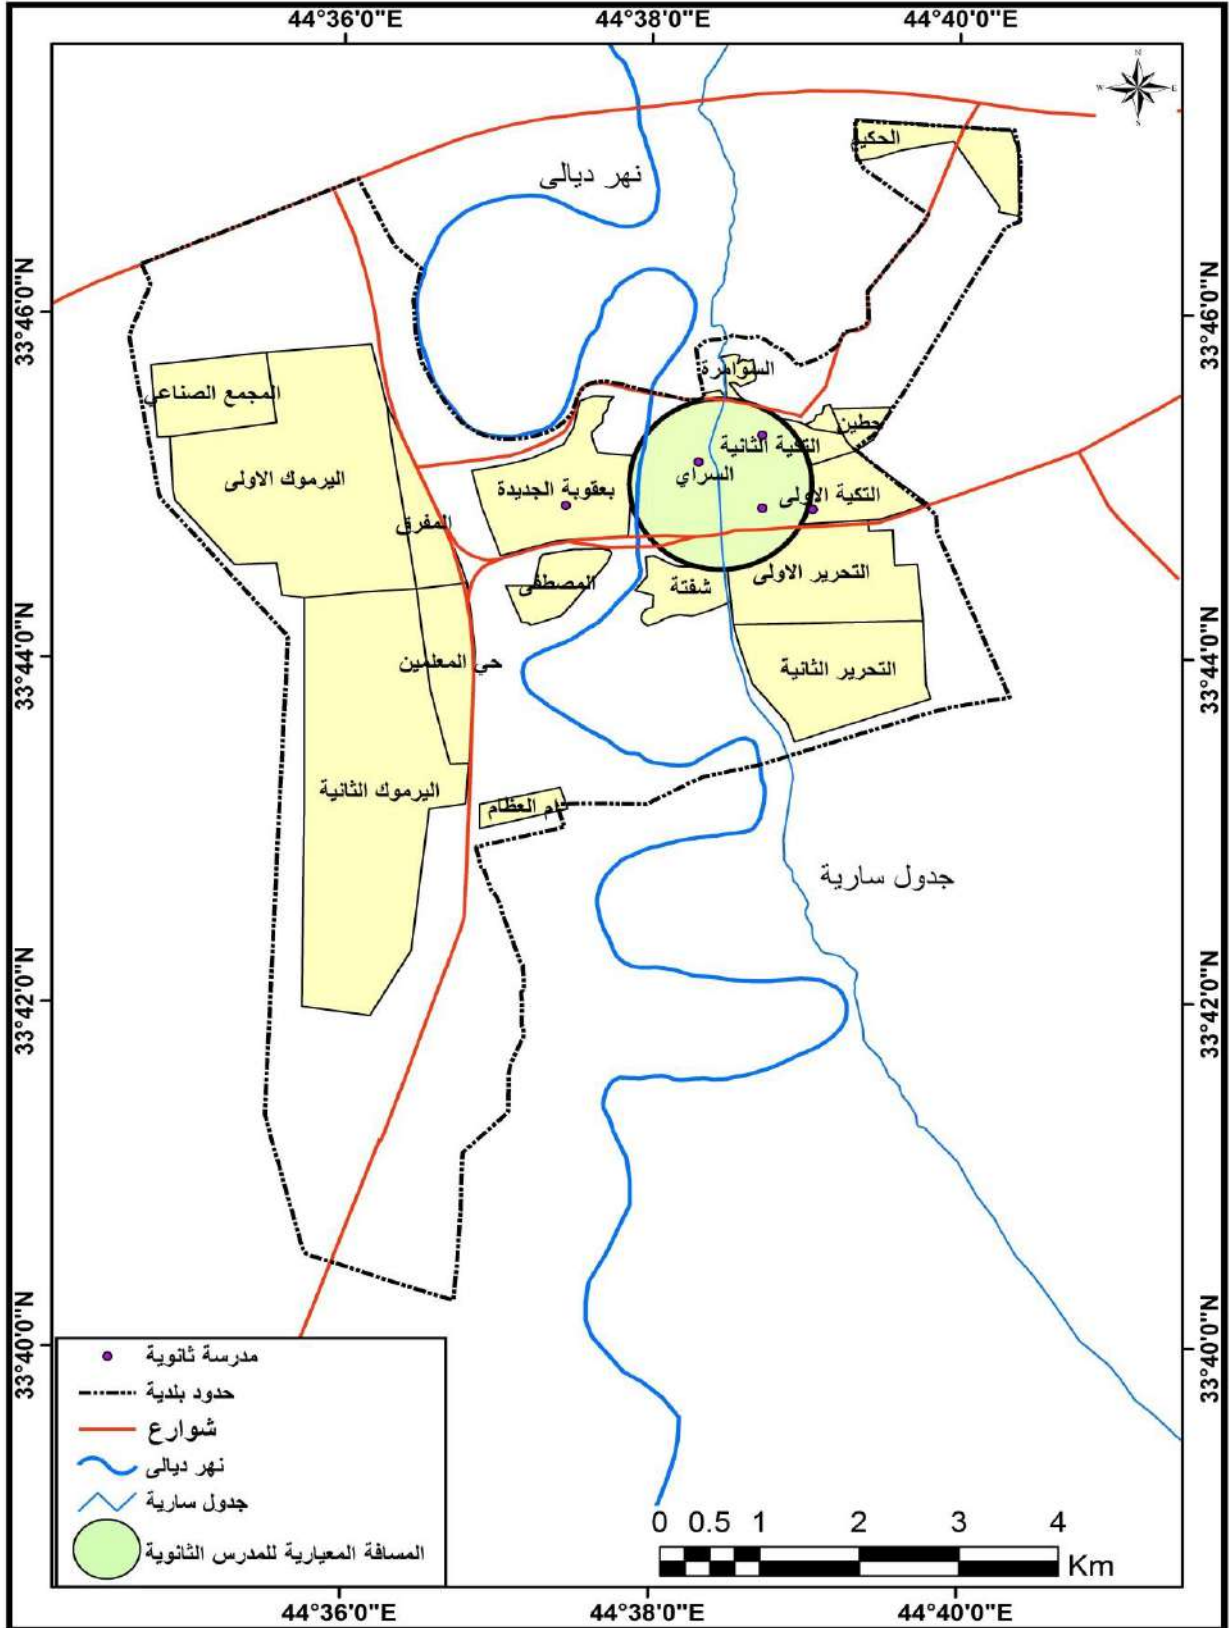 44°36'0"E
44°38'0"E
44°40'0"E
N
W
E
S
الحكيم
نهر ديالى
33°46'0"N
33°46'0"N
السوامرة
المجمع الصناعي
حطين
التكية الثانية
السراي
اليرموك الاولى
بعقوبة الجديدة
التكية الاولى
المفرق
التحرير الاولى
المصطفى
شفتة
33°44'0"N
33°44'0"N
حي المعلمين
التحرير الثانية
اليرموك الثانية
ام العظام
جدول سارية
33°42'0"N
33°42'0"N
33°40'0"N
33°40'0"N
مدرسة ثانوية
حدود بلدية
شوارع
نهر ديالى
جدول سارية
المسافة المعيارية للمدرس الثانوية
0 0.5 1 2 3 4
Km
44°36'0"E
44°38'0"E
44°40'0"E